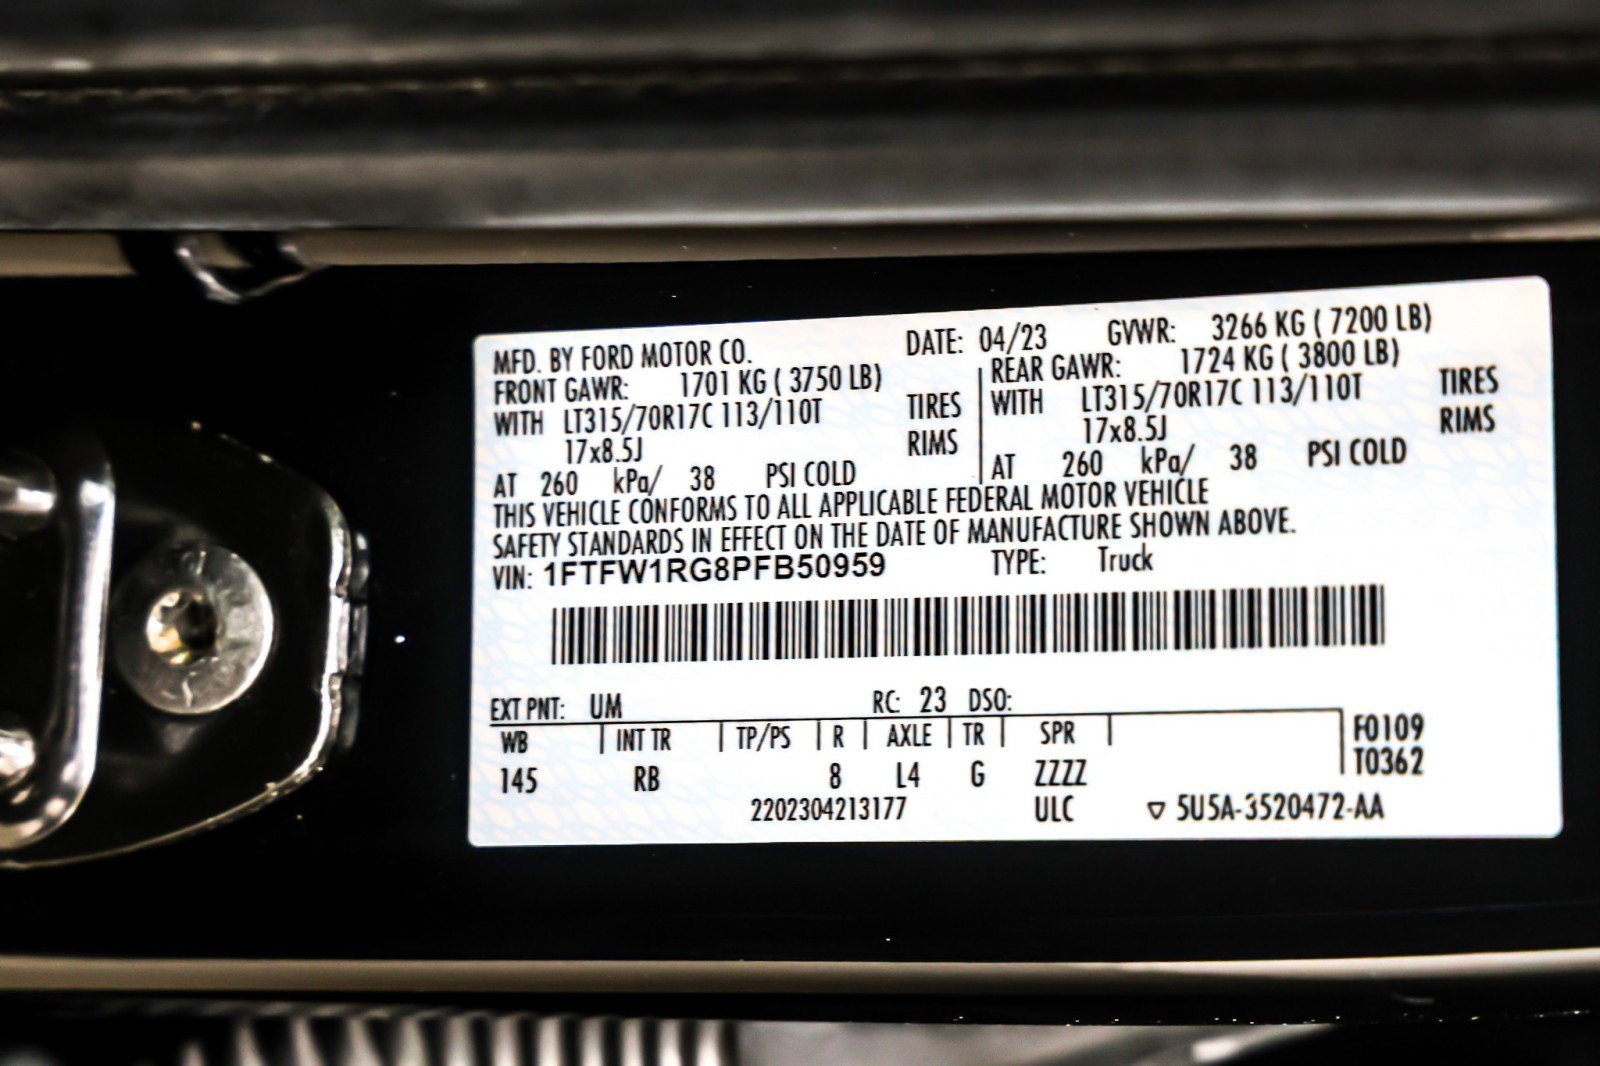 MFD. BY FORD MOTOR CO. DATE: 04/23 GVWR: 3266 KG ( 7200 LB)
FRONT GAWR: 1701 KG ( 3750 LB) REAR GAWR: 1724 KG ( 3800 LB)
WITH LT315/70R17C 113/110T TIRES WITH LT315/70R17C 113/110T TIRES
17x8.5J RIMS 17x8.5J RIMS
AT 260 kPa/ 38 PSI COLD AT 260 kPa/ 38 PSI COLD
THIS VEHICLE CONFORMS TO ALL APPLICABLE FEDERAL MOTOR VEHICLE
SAFETY STANDARDS IN EFFECT ON THE DATE OF MANUFACTURE SHOWN ABOVE.
VIN: 1FTFW1RG8PFB50959 TYPE: Truck
EXT PNT: UM RC: 23 DSO:
WB INT TR TP/PS R AXLE TR SPR F0109
145 RB 8 L4 G ZZZZ T0362
2202304213177 ULC ▽ 5U5A-3520472-AA